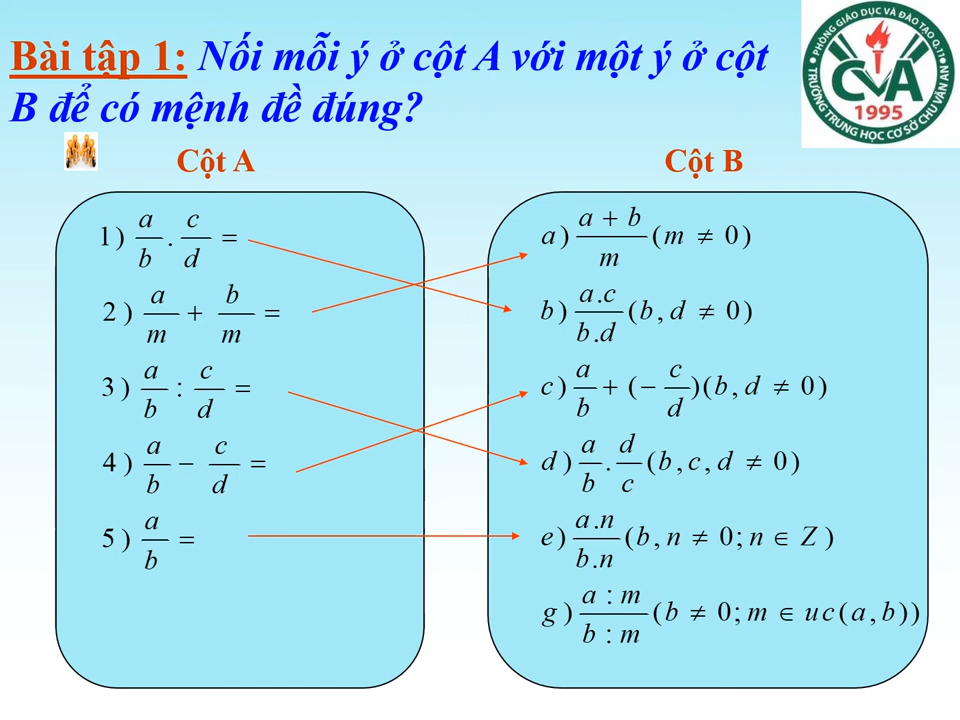 Bài tập 1: Nối mỗi ý ở cột A với một ý ở cột
B để có mệnh đề đúng?
PHÒNG GIÁO DỤC VÀ ĐÀO TẠO Q.11
TRƯỜNG TRUNG HỌC CƠ SỞ CHU VĂN AN
CVA
1995
Cột A
1) a/b . c/d =
2) a/m + b/m =
3) a/b : c/d =
4) a/b − c/d =
5) a/b =
Cột B
a) (a + b)/m (m ≠ 0)
b) a.c/b.d (b, d ≠ 0)
c) a/b + (− c/d)(b, d ≠ 0)
d) a/b . d/c (b, c, d ≠ 0)
e) a.n/b.n (b, n ≠ 0; n ∈ Z)
g) a : m/b : m (b ≠ 0; m ∈ uc(a, b))